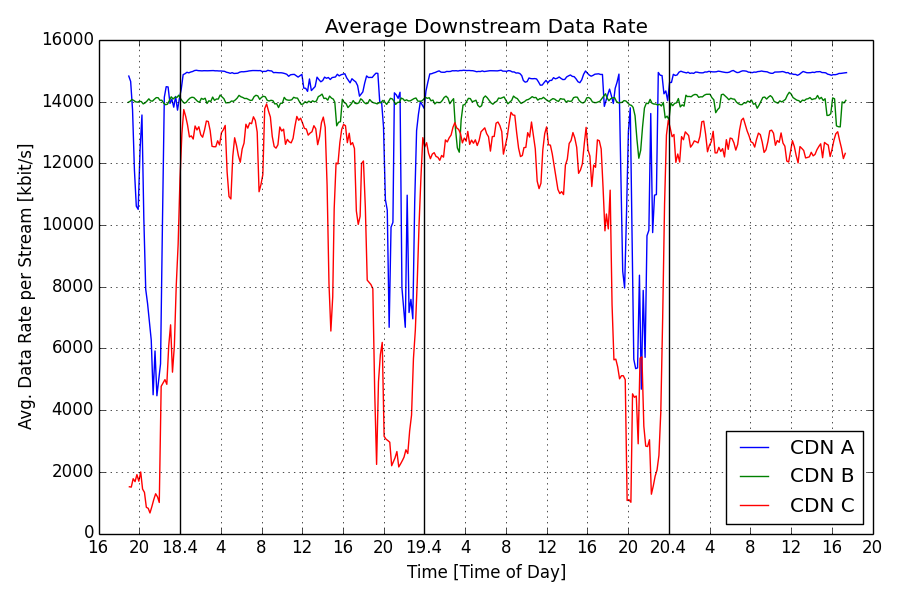 Average Downstream Data Rate
Avg. Data Rate per Stream [kbit/s]
16000
14000
12000
10000
8000
6000
4000
2000
0
CDN A
CDN B
CDN C
16 20 18.4 4 8 12 16 20 19.4 4 8 12 16 20 20.4 4 8 12 16 20
Time [Time of Day]